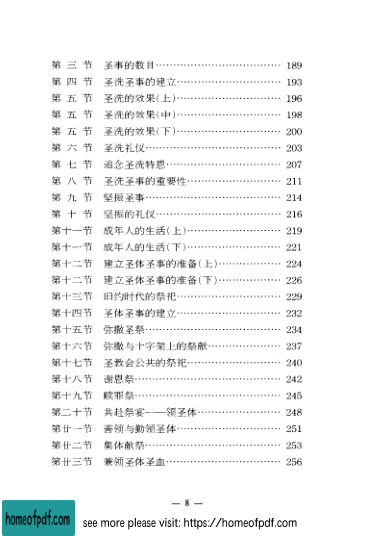 第三节 圣事的数目································ 189
第四节 圣洗圣事的建立···························· 193
第五节 圣洗的效果(上)··························· 196
第五节 圣洗的效果(中)··························· 198
第五节 圣洗的效果(下)··························· 200
第六节 圣洗礼仪································ 203
第七节 追念圣洗特恩······························ 207
第八节 圣洗圣事的重要性·························· 211
第九节 坚振圣事································ 214
第十节 坚振的礼仪······························ 216
第十一节 成年人的生活(上)························ 219
第十一节 成年人的生活(下)························ 221
第十二节 建立圣体圣事的准备(上)···················· 224
第十二节 建立圣体圣事的准备(下)···················· 226
第十三节 旧约时代的祭祀·························· 229
第十四节 圣体圣事的建立·························· 232
第十五节 弥撒圣祭······························ 234
第十六节 弥撒与十字架上的祭献······················ 237
第十七节 圣教会公共的祭祀························ 240
第十八节 谢恩祭································ 242
第十九节 赎罪祭································ 245
第二十节 共赴祭宴——领圣体······················ 248
第廿一节 善领与勤领圣体·························· 251
第廿二节 集体献祭······························ 253
第廿三节 兼领圣体圣血···························· 256
— 8 —
homeofpdf.com
see more please visit: https://homeofpdf.com